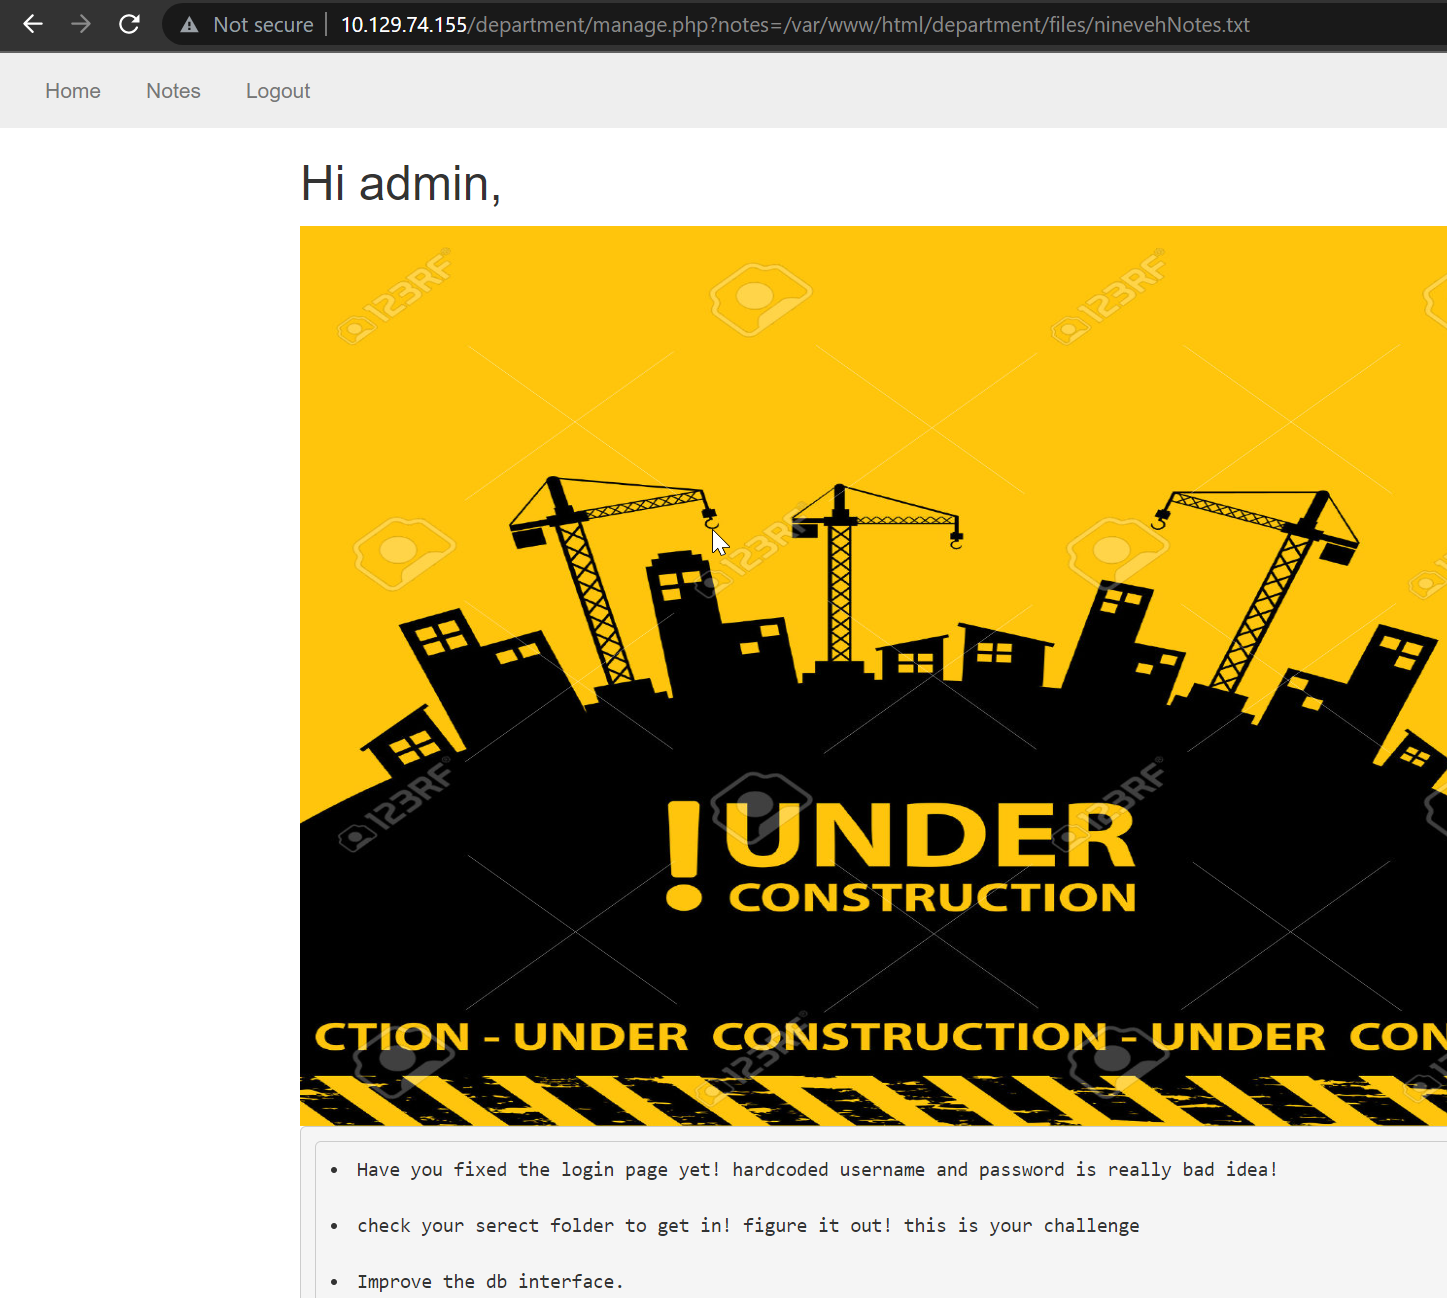 Not secure | 10.129.74.155/department/manage.php?notes=/var/www/html/department/files/ninevehNotes.txt
Home Notes Logout
Hi admin,
123RF 123RF
123RF
! UNDER
CONSTRUCTION
123RF 123RF
CTION - UNDER CONSTRUCTION - UNDER CON
123RF
• Have you fixed the login page yet! hardcoded username and password is really bad idea!
• check your serect folder to get in! figure it out! this is your challenge
• Improve the db interface.